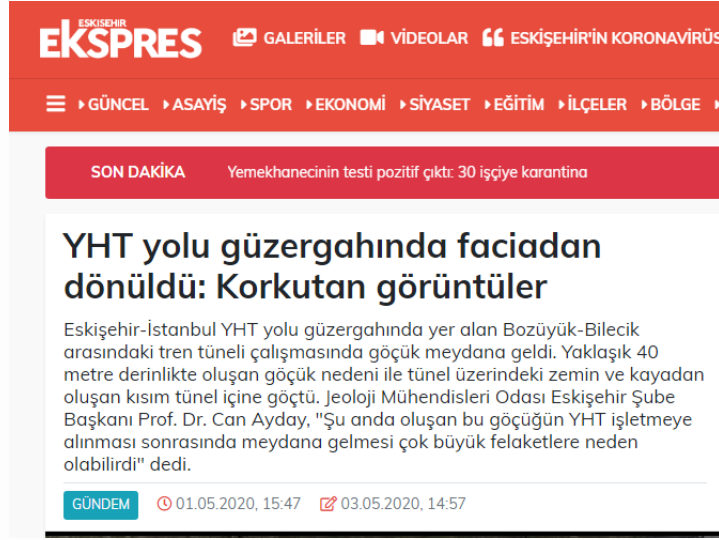 ESKISEHIR
EKSPRES
GALERİLER VİDEOLAR ESKİŞEHİR'İN KORONAVİRÜS
GÜNCEL ASAYİŞ SPOR EKONOMİ SİYASET EĞİTİM İLÇELER BÖLGE
SON DAKİKA Yemekhanecinin testi pozitif çıktı: 30 işçiye karantina
YHT yolu güzergahında faciadan
dönüldü: Korkutan görüntüler
Eskişehir-İstanbul YHT yolu güzergahında yer alan Bozüyük-Bilecik
arasındaki tren tüneli çalışmasında göçük meydana geldi. Yaklaşık 40
metre derinlikte oluşan göçük nedeni ile tünel üzerindeki zemin ve kayadan
oluşan kısım tünel içine göçtü. Jeoloji Mühendisleri Odası Eskişehir Şube
Başkanı Prof. Dr. Can Ayday, "Şu anda oluşan bu göçüğün YHT işletmeye
alınması sonrasında meydana gelmesi çok büyük felaketlere neden
olabilirdi" dedi.
GÜNDEM 01.05.2020, 15:47 03.05.2020, 14:57